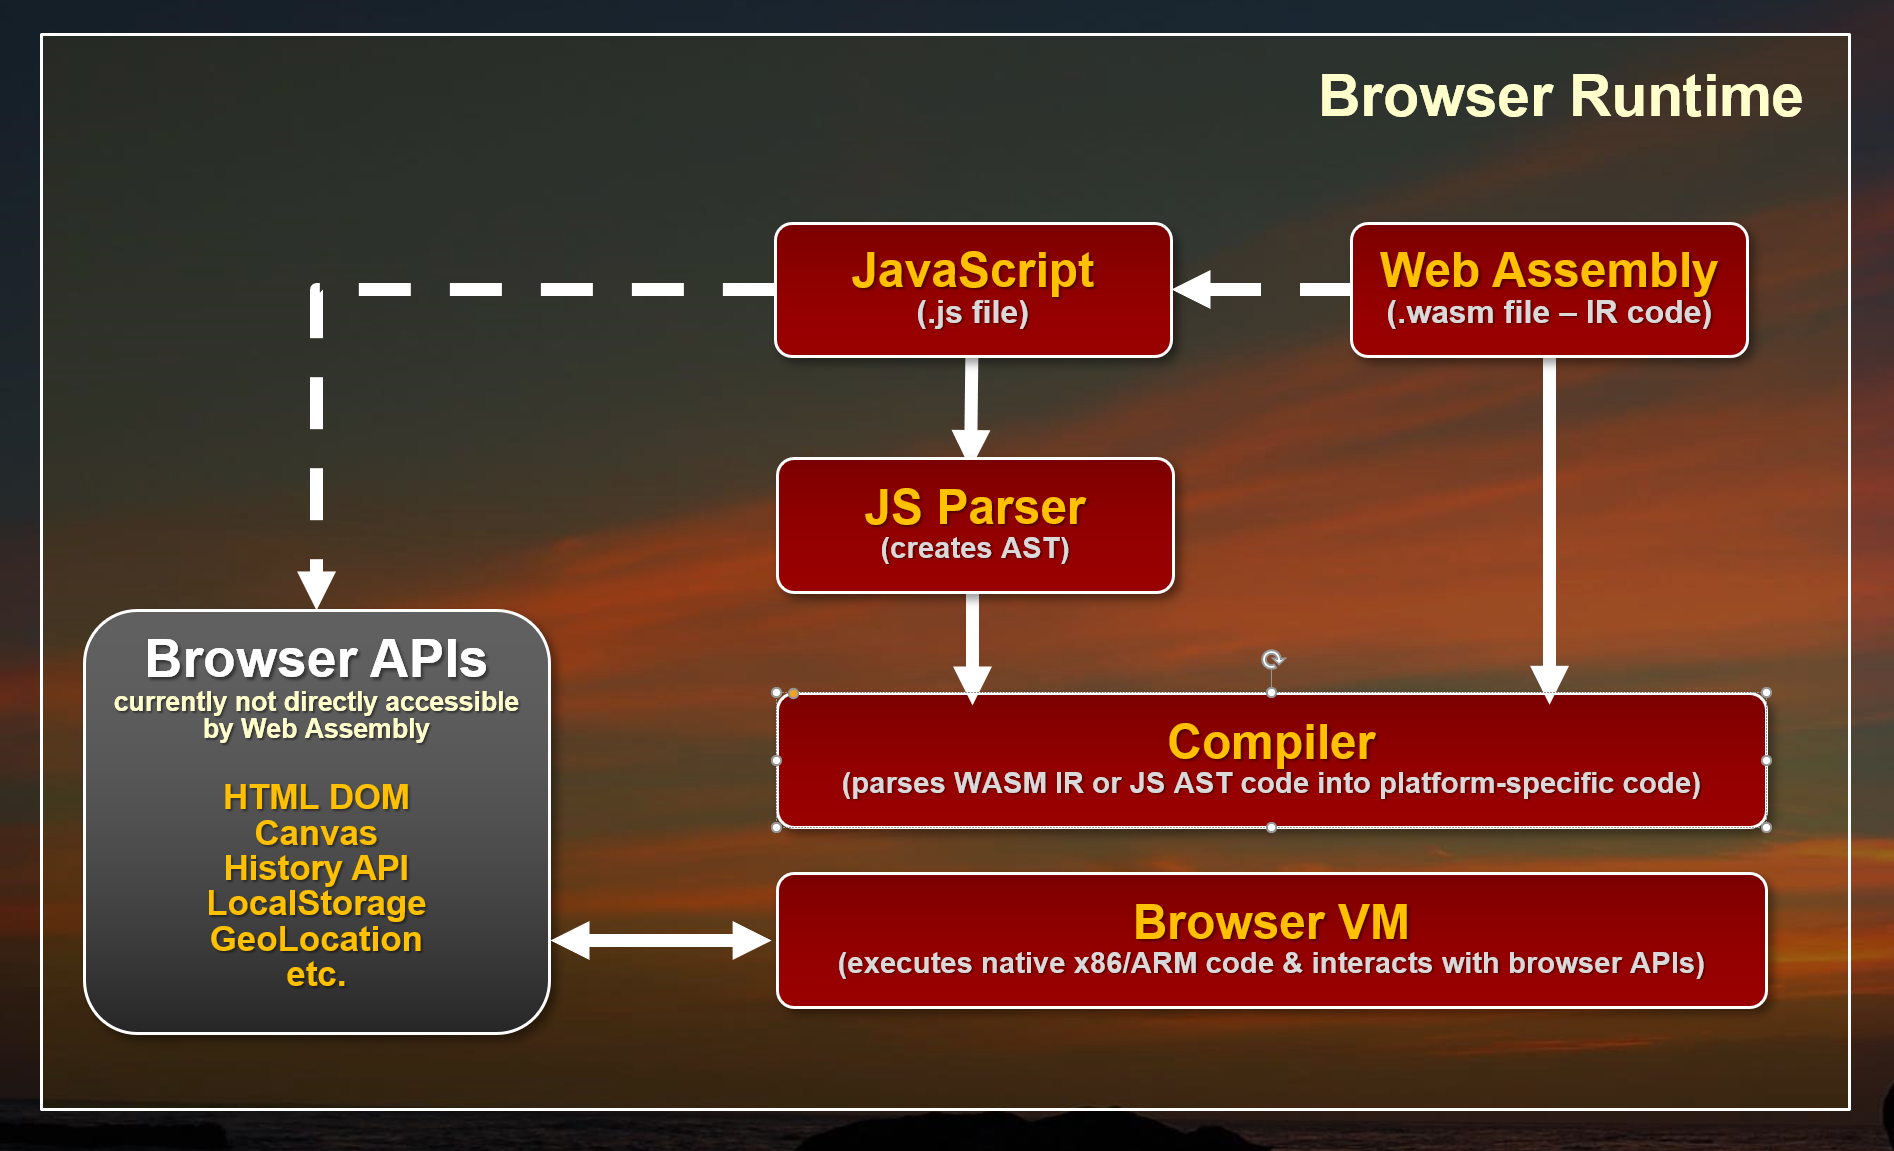 Browser Runtime
JavaScript
(.js file)
Web Assembly
(.wasm file – IR code)
JS Parser
(creates AST)
Browser APIs
currently not directly accessible
by Web Assembly
HTML DOM
Canvas
History API
LocalStorage
GeoLocation
etc.
Compiler
(parses WASM IR or JS AST code into platform-specific code)
Browser VM
(executes native x86/ARM code & interacts with browser APIs)